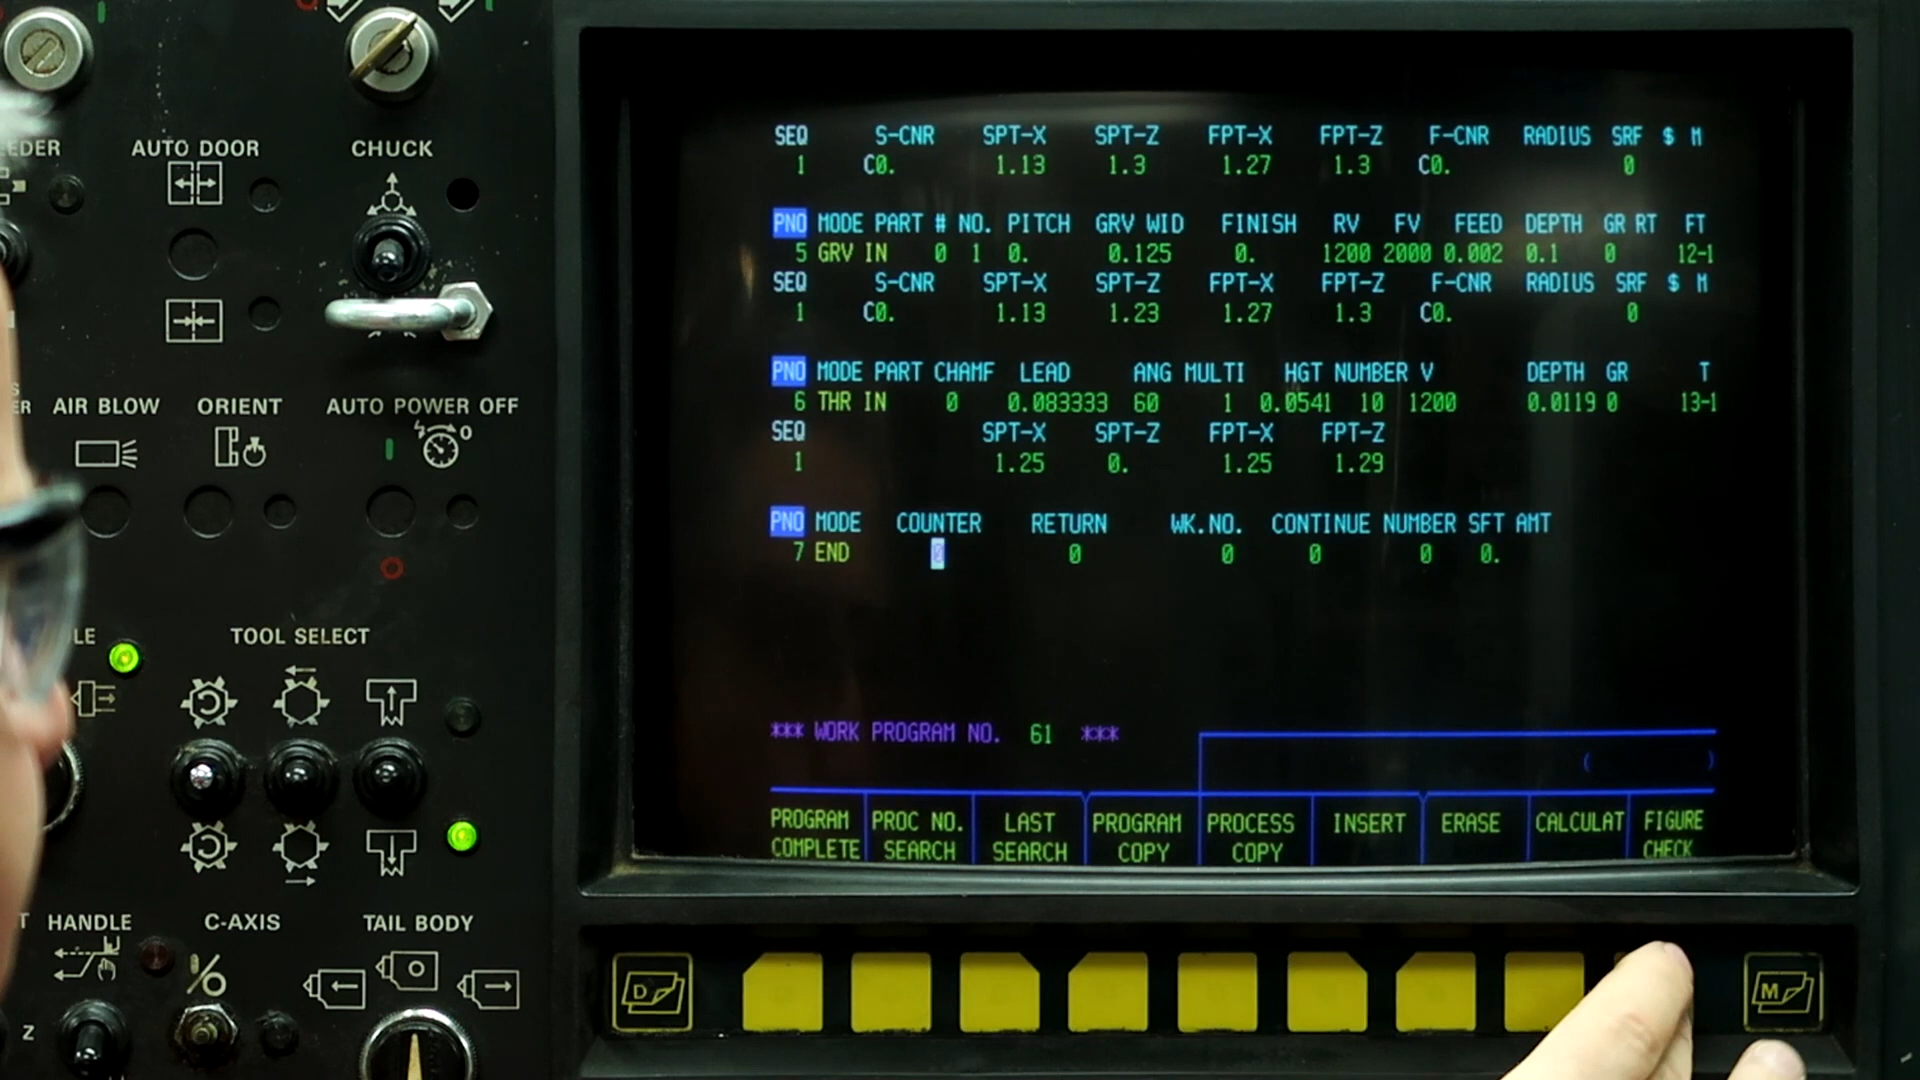 EEDER AUTO DOOR CHUCK
AIR BLOW ORIENT AUTO POWER OFF
TOOL SELECT
HANDLE C-AXIS TAIL BODY
Z
SEQ S-CNR SPT-X SPT-Z FPT-X FPT-Z F-CNR RADIUS SRF $ M
1 C0. 1.13 1.3 1.27 1.3 C0. 0
PNO MODE PART # NO. PITCH GRV WID FINISH RV FV FEED DEPTH GR RT FT
5 GRV IN 0 1 0. 0.125 0. 1200 2000 0.002 0.1 0 12-1
SEQ S-CNR SPT-X SPT-Z FPT-X FPT-Z F-CNR RADIUS SRF $ M
1 C0. 1.13 1.23 1.27 1.3 C0. 0
PNO MODE PART CHAMF LEAD ANG MULTI HGT NUMBER V DEPTH GR T
6 THR IN 0 0.083333 60 1 0.0541 10 1200 0.0119 0 13-1
SEQ SPT-X SPT-Z FPT-X FPT-Z
1 1.25 0. 1.25 1.29
PNO MODE COUNTER RETURN WK.NO. CONTINUE NUMBER SFT AMT
7 END 0 0 0 0 0 0.
*** WORK PROGRAM NO. 61 ***
( )
PROGRAM PROC NO. LAST PROGRAM PROCESS INSERT ERASE CALCULAT FIGURE
COMPLETE SEARCH SEARCH COPY COPY CHECK
D M